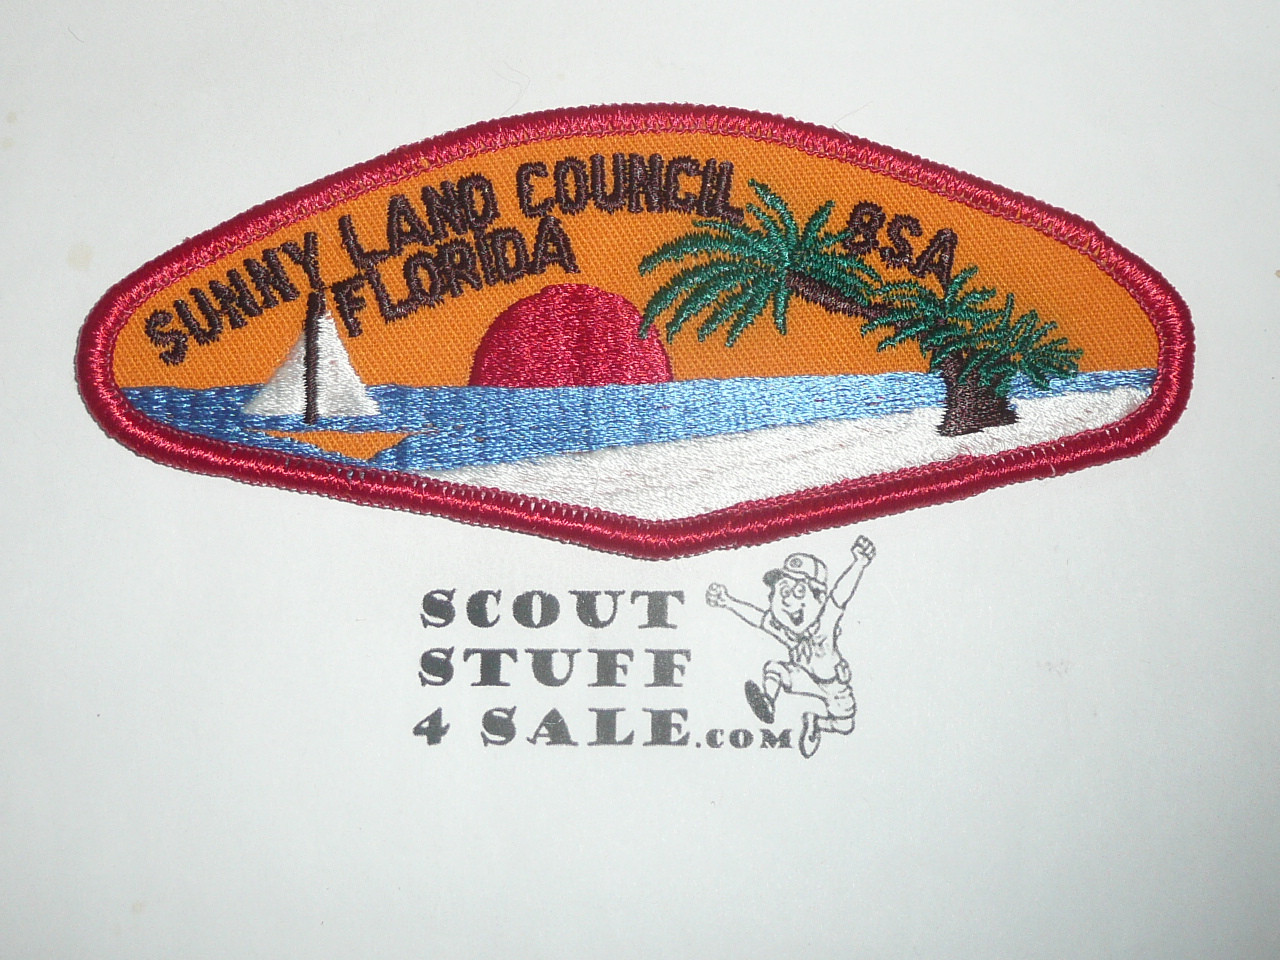 SUNNY LAND COUNCIL BSA
FLORIDA
SCOUT
STUFF
4 SALE.COM